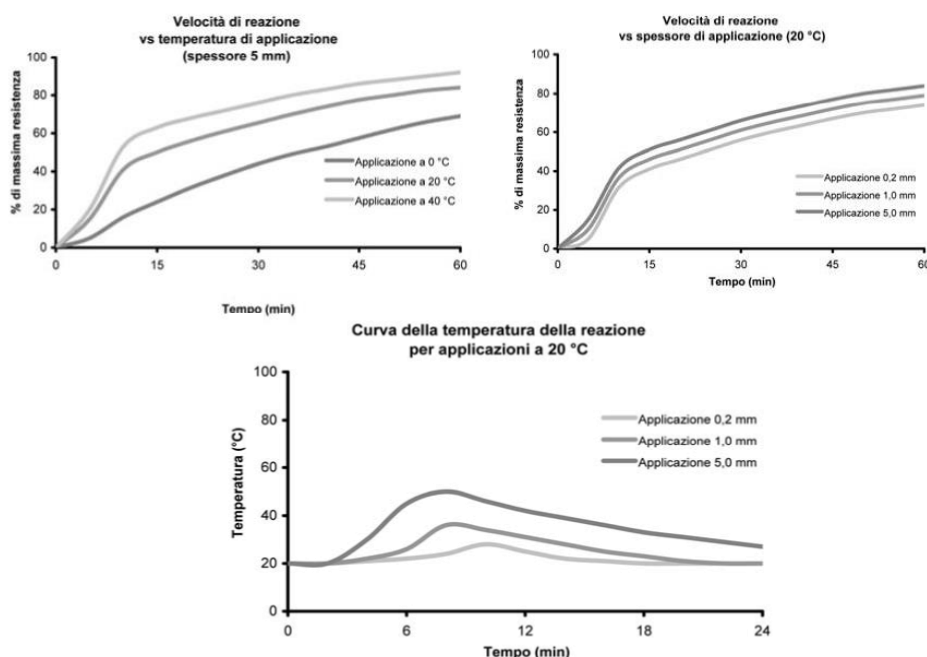 Velocità di reazione
vs temperatura di applicazione
(spessore 5 mm)
% di massima resistenza
100
80
60
40
20
0
Applicazione a 0 °C
Applicazione a 20 °C
Applicazione a 40 °C
0
15
30
45
60
Tempo (min)
Velocità di reazione
vs spessore di applicazione (20 °C)
% di massima resistenza
100
80
60
40
20
0
Applicazione 0,2 mm
Applicazione 1,0 mm
Applicazione 5,0 mm
0
15
30
45
60
Tempo (min)
Curva della temperatura della reazione
per applicazioni a 20 °C
Temperatura (°C)
100
80
60
40
20
0
Applicazione 0,2 mm
Applicazione 1,0 mm
Applicazione 5,0 mm
0
6
12
18
24
Tempo (min)